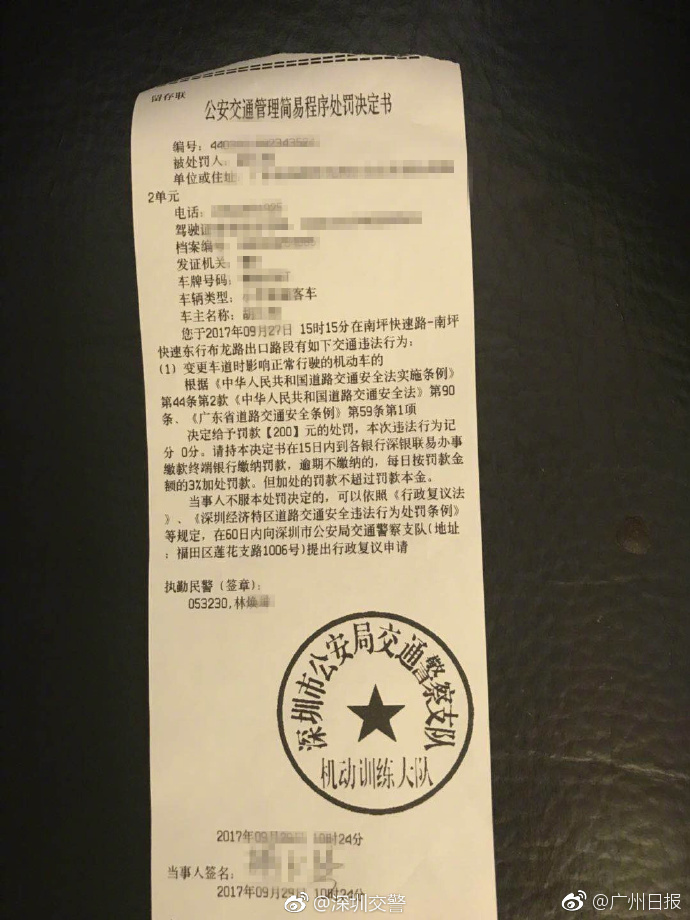 留存联
公安交通管理简易程序处罚决定书
编号:
被处罚人:
单位或住址:
2单元
电话:
驾驶证
档案编号:
发证机关:
车牌号码:
车辆类型: 客车
车主名称: 胡
您于2017年09月27日 15时15分在南坪快速路-南坪
快速东行布龙路出口路段有如下交通违法行为:
(1) 变更车道时影响正常行驶的机动车的
根据《中华人民共和国道路交通安全法实施条例》
第44条第2款《中华人民共和国道路交通安全法》第90
条、《广东省道路交通安全条例》第59条第1项
决定给予罚款【200】元的处罚, 本次违法行为记
分 0分。请持本决定书在15日内到各银行深银联易办事
缴款终端银行缴纳罚款, 逾期不缴纳的, 每日按罚款金
额的3%加处罚款。但加处的罚款不超过罚款本金。
当事人不服本处罚决定的, 可以依照《行政复议法》
、《深圳经济特区道路交通安全违法行为处罚条例》
等规定, 在60日内向深圳市公安局交通警察支队(地址
: 福田区莲花支路1006号)提出行政复议申请
执勤民警 (签章):
053230, 林
深圳市公安局交通警察支队
机动训练大队
2017年09月29日 10时24分
当事人签名:
2017年09月29日 10时24分
@深圳交警
@广州日报